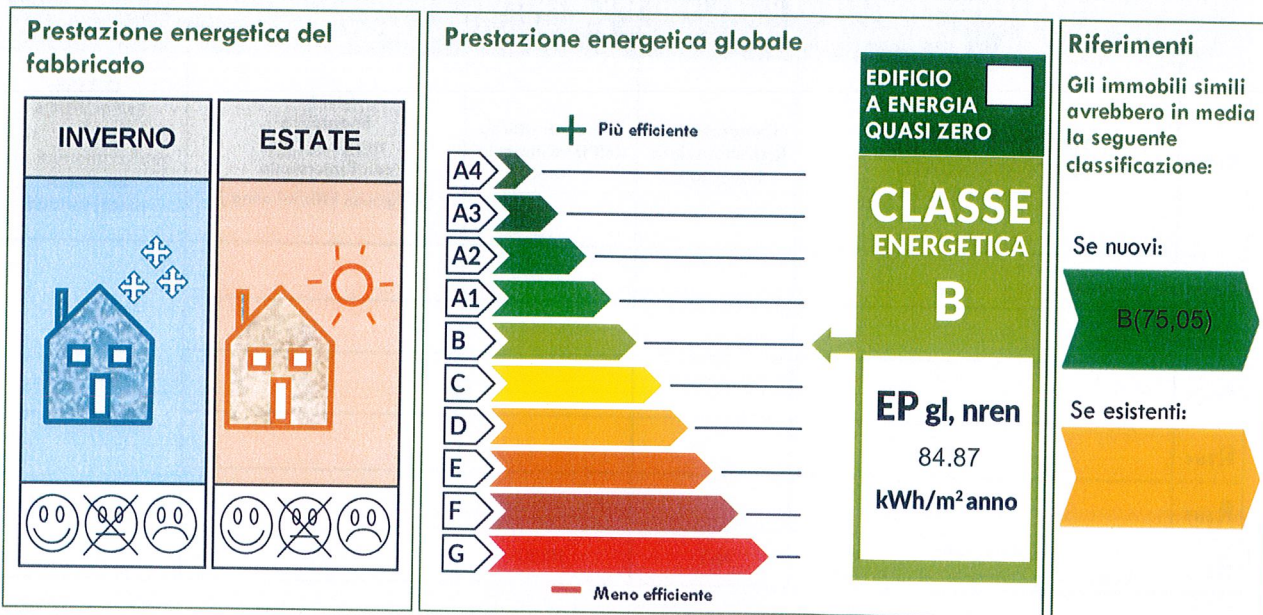 Prestazione energetica del
fabbricato
INVERNO
ESTATE
Prestazione energetica globale
Più efficiente
A4
A3
A2
A1
B
C
D
E
F
G
Meno efficiente
EDIFICIO
A ENERGIA
QUASI ZERO
CLASSE
ENERGETICA
B
EP gl, nren
84.87
kWh/m² anno
Riferimenti
Gli immobili simili
avrebbero in media
la seguente
classificazione:
Se nuovi:
B(75,05)
Se esistenti: